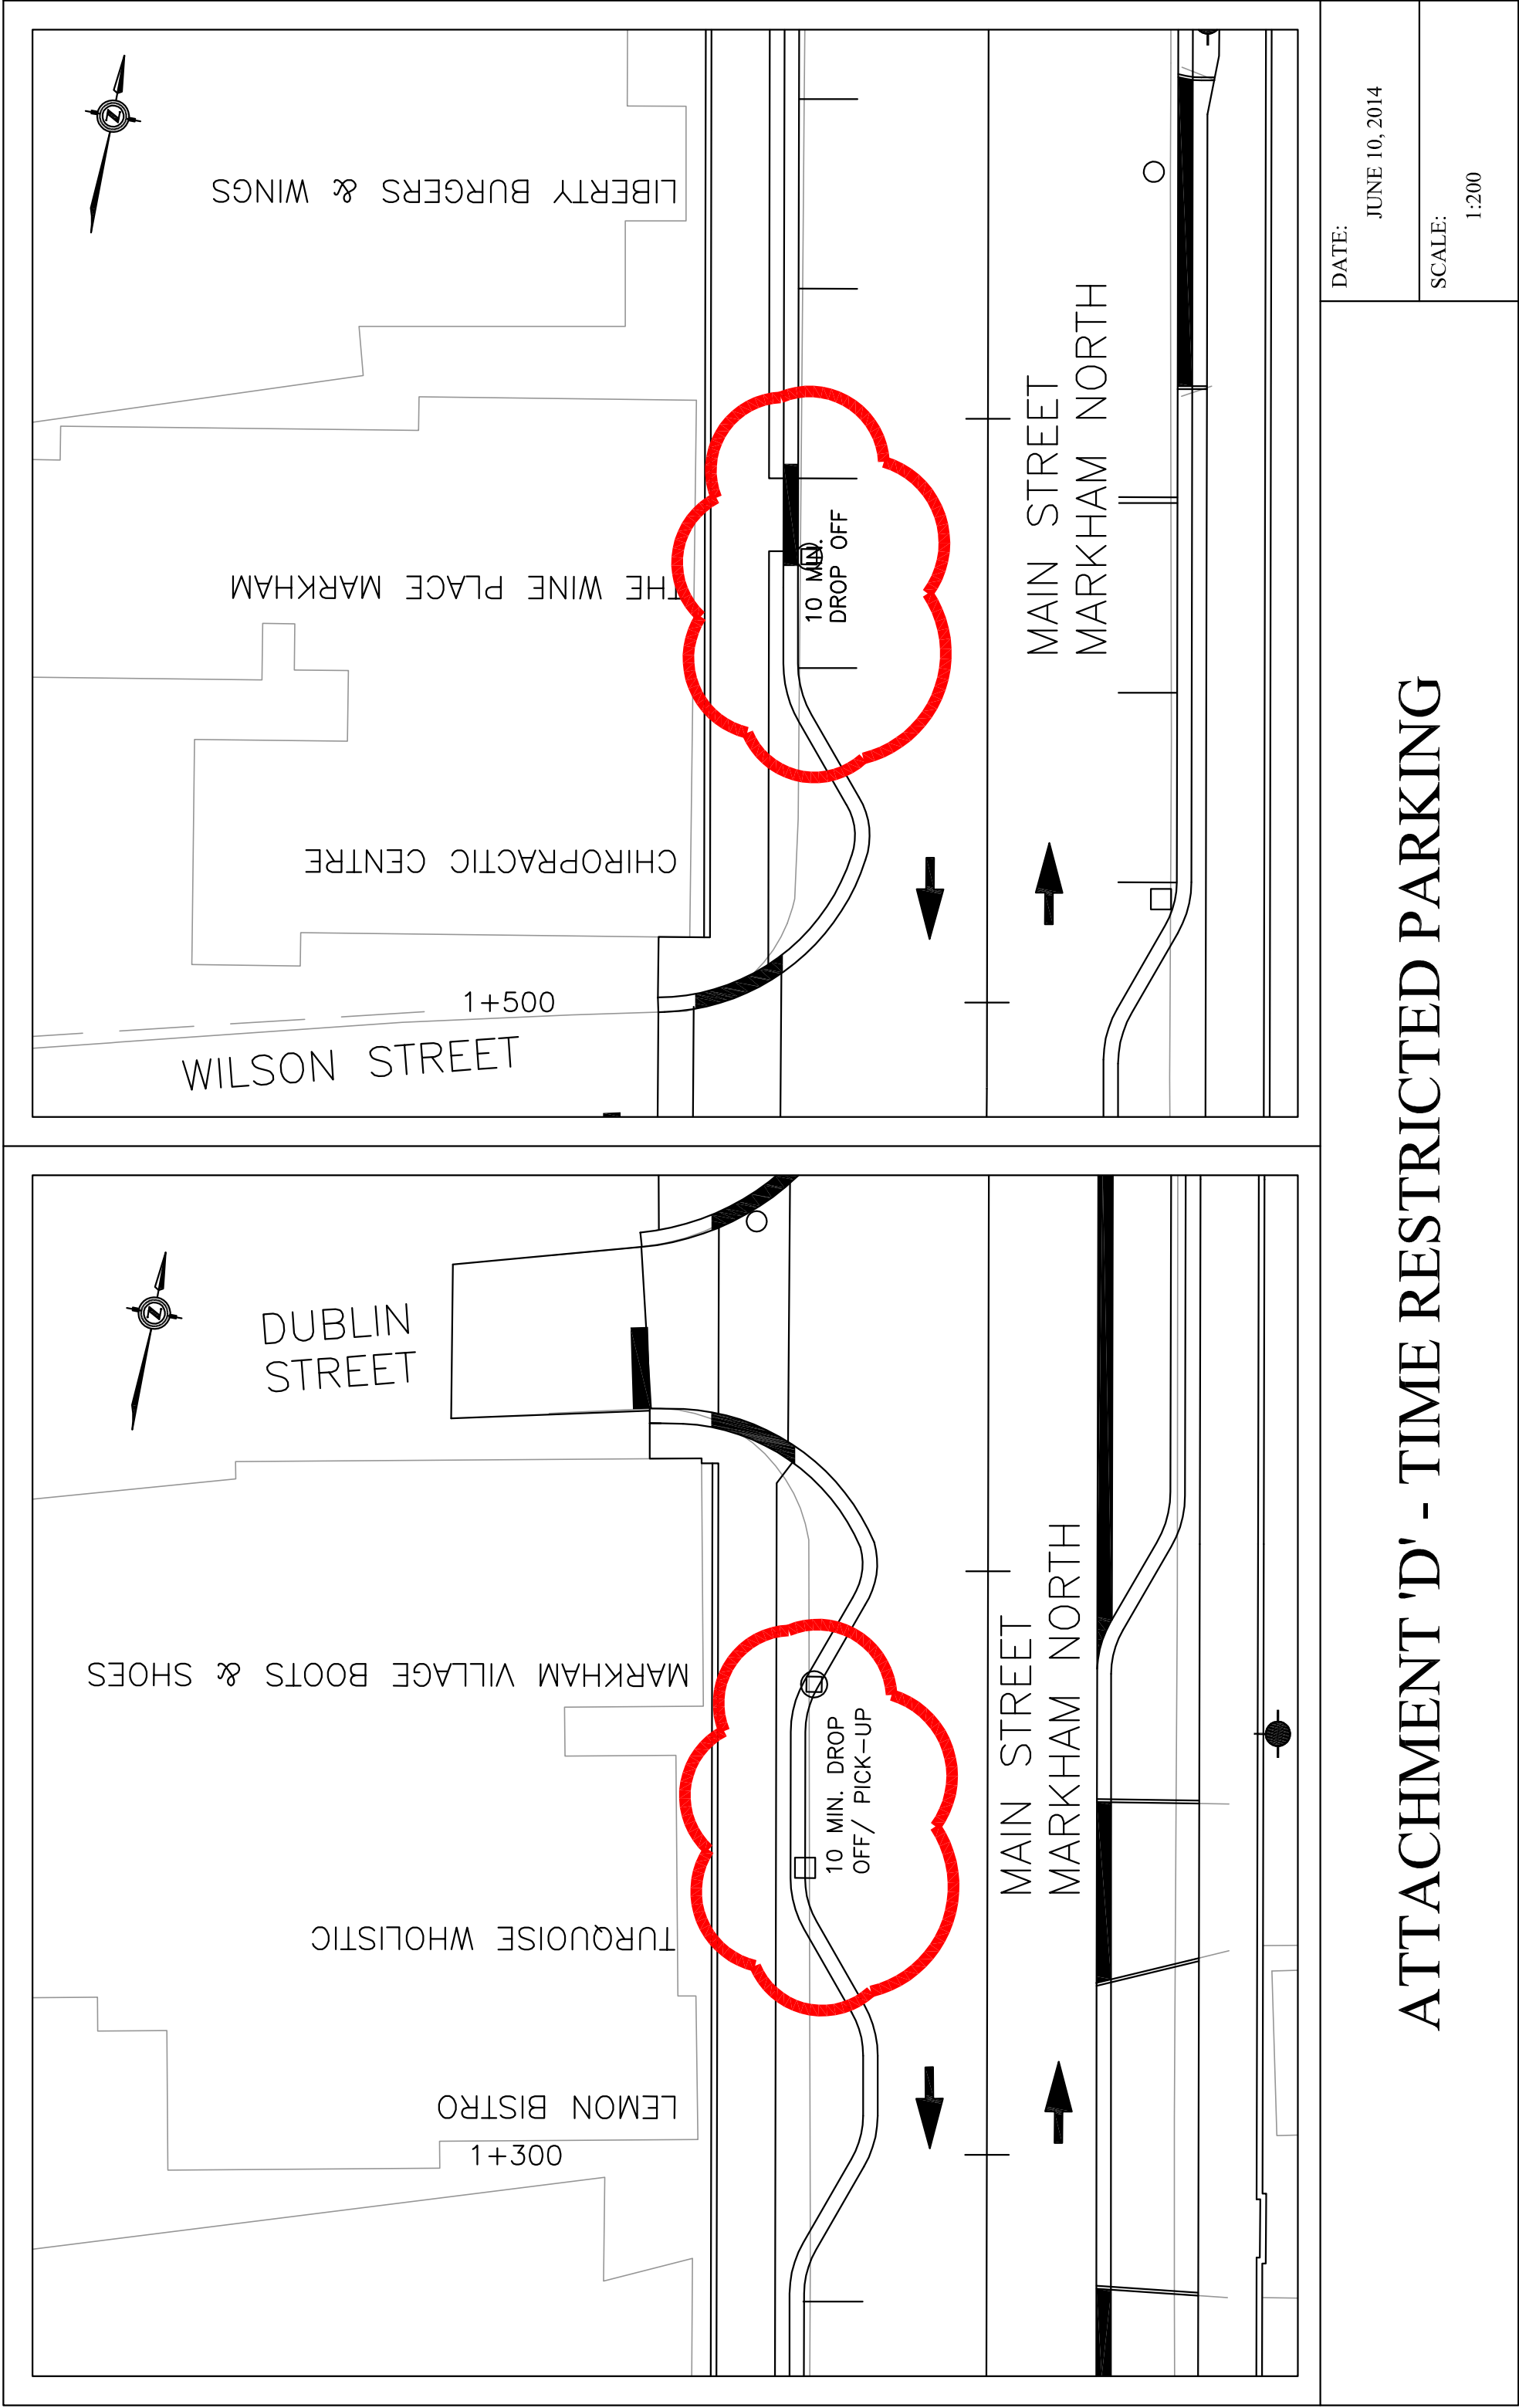 DUBLIN
STREET
MARKHAM VILLAGE BOOTS & SHOES
TURQUOISE WHOLISTIC
LEMON BISTRO
1+300
10 MIN. DROP
OFF/ PICK-UP
MAIN STREET
MARKHAM NORTH
N
LIBERTY BURGERS & WINGS
THE WINE PLACE MARKHAM
CHIROPRACTIC CENTRE
1+500
WILSON STREET
10 MIN.
DROP OFF
MAIN STREET
MARKHAM NORTH
N
ATTACHMENT 'D' - TIME RESTRICTED PARKING
DATE:
JUNE 10, 2014
SCALE:
1:200